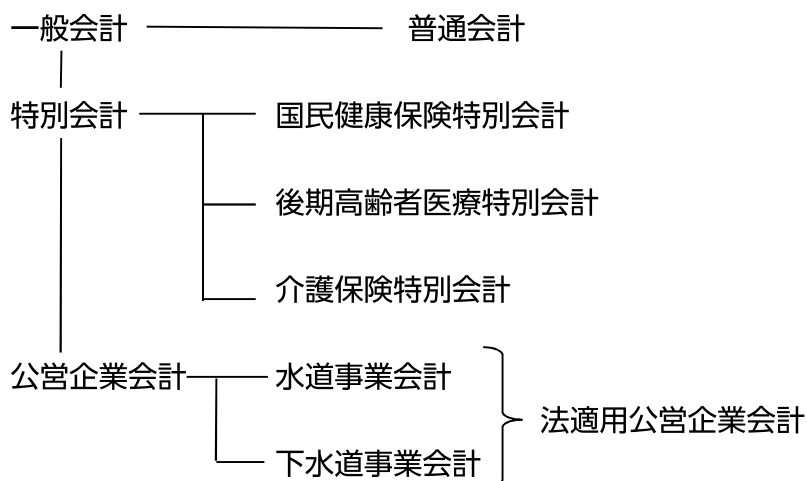 一般会計 普通会計
特別会計 国民健康保険特別会計
後期高齢者医療特別会計
介護保険特別会計
公営企業会計 水道事業会計
法適用公営企業会計
下水道事業会計